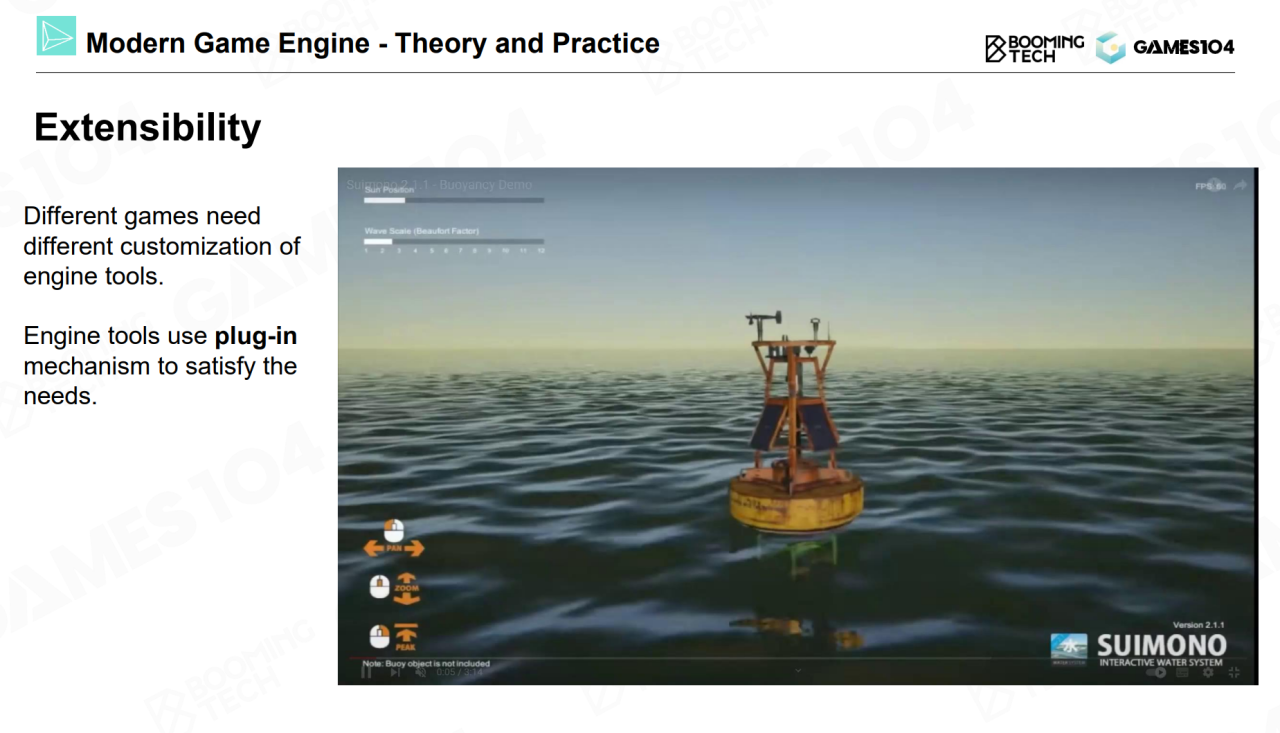 Modern Game Engine - Theory and Practice
BOOMING
TECH
GAMES104
Extensibility
Different games need
different customization of
engine tools.
Engine tools use plug-in
mechanism to satisfy the
needs.
Suimono 2.1.1 - Buoyancy Demo
Sun Position
FPS: 60
Wave Scale (Beaufort Factor)
1 2 3 4 5 6 7 8 9 10 11 12
PAN
ZOOM
PEAK
Version 2.1.1
SUIMONO
INTERACTIVE WATER SYSTEM
Note: Buoy object is not included
0:05 / 3:14